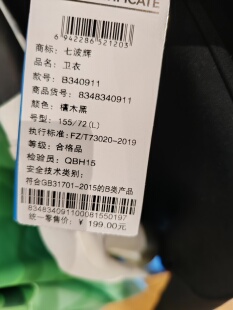 CERTIFICATE
6942286521203
商标：七波辉
品名：卫衣
款号：B340911
商品货号：8348340911
颜色：檀木黑
号型：155/72(L)
执行标准：FZ/T73020-2019
等级：合格品
检验员：QBH15
安全技术类别：
符合GB31701-2015的B类产品
8348340911000081550197
统一零售价：¥ 199.00元